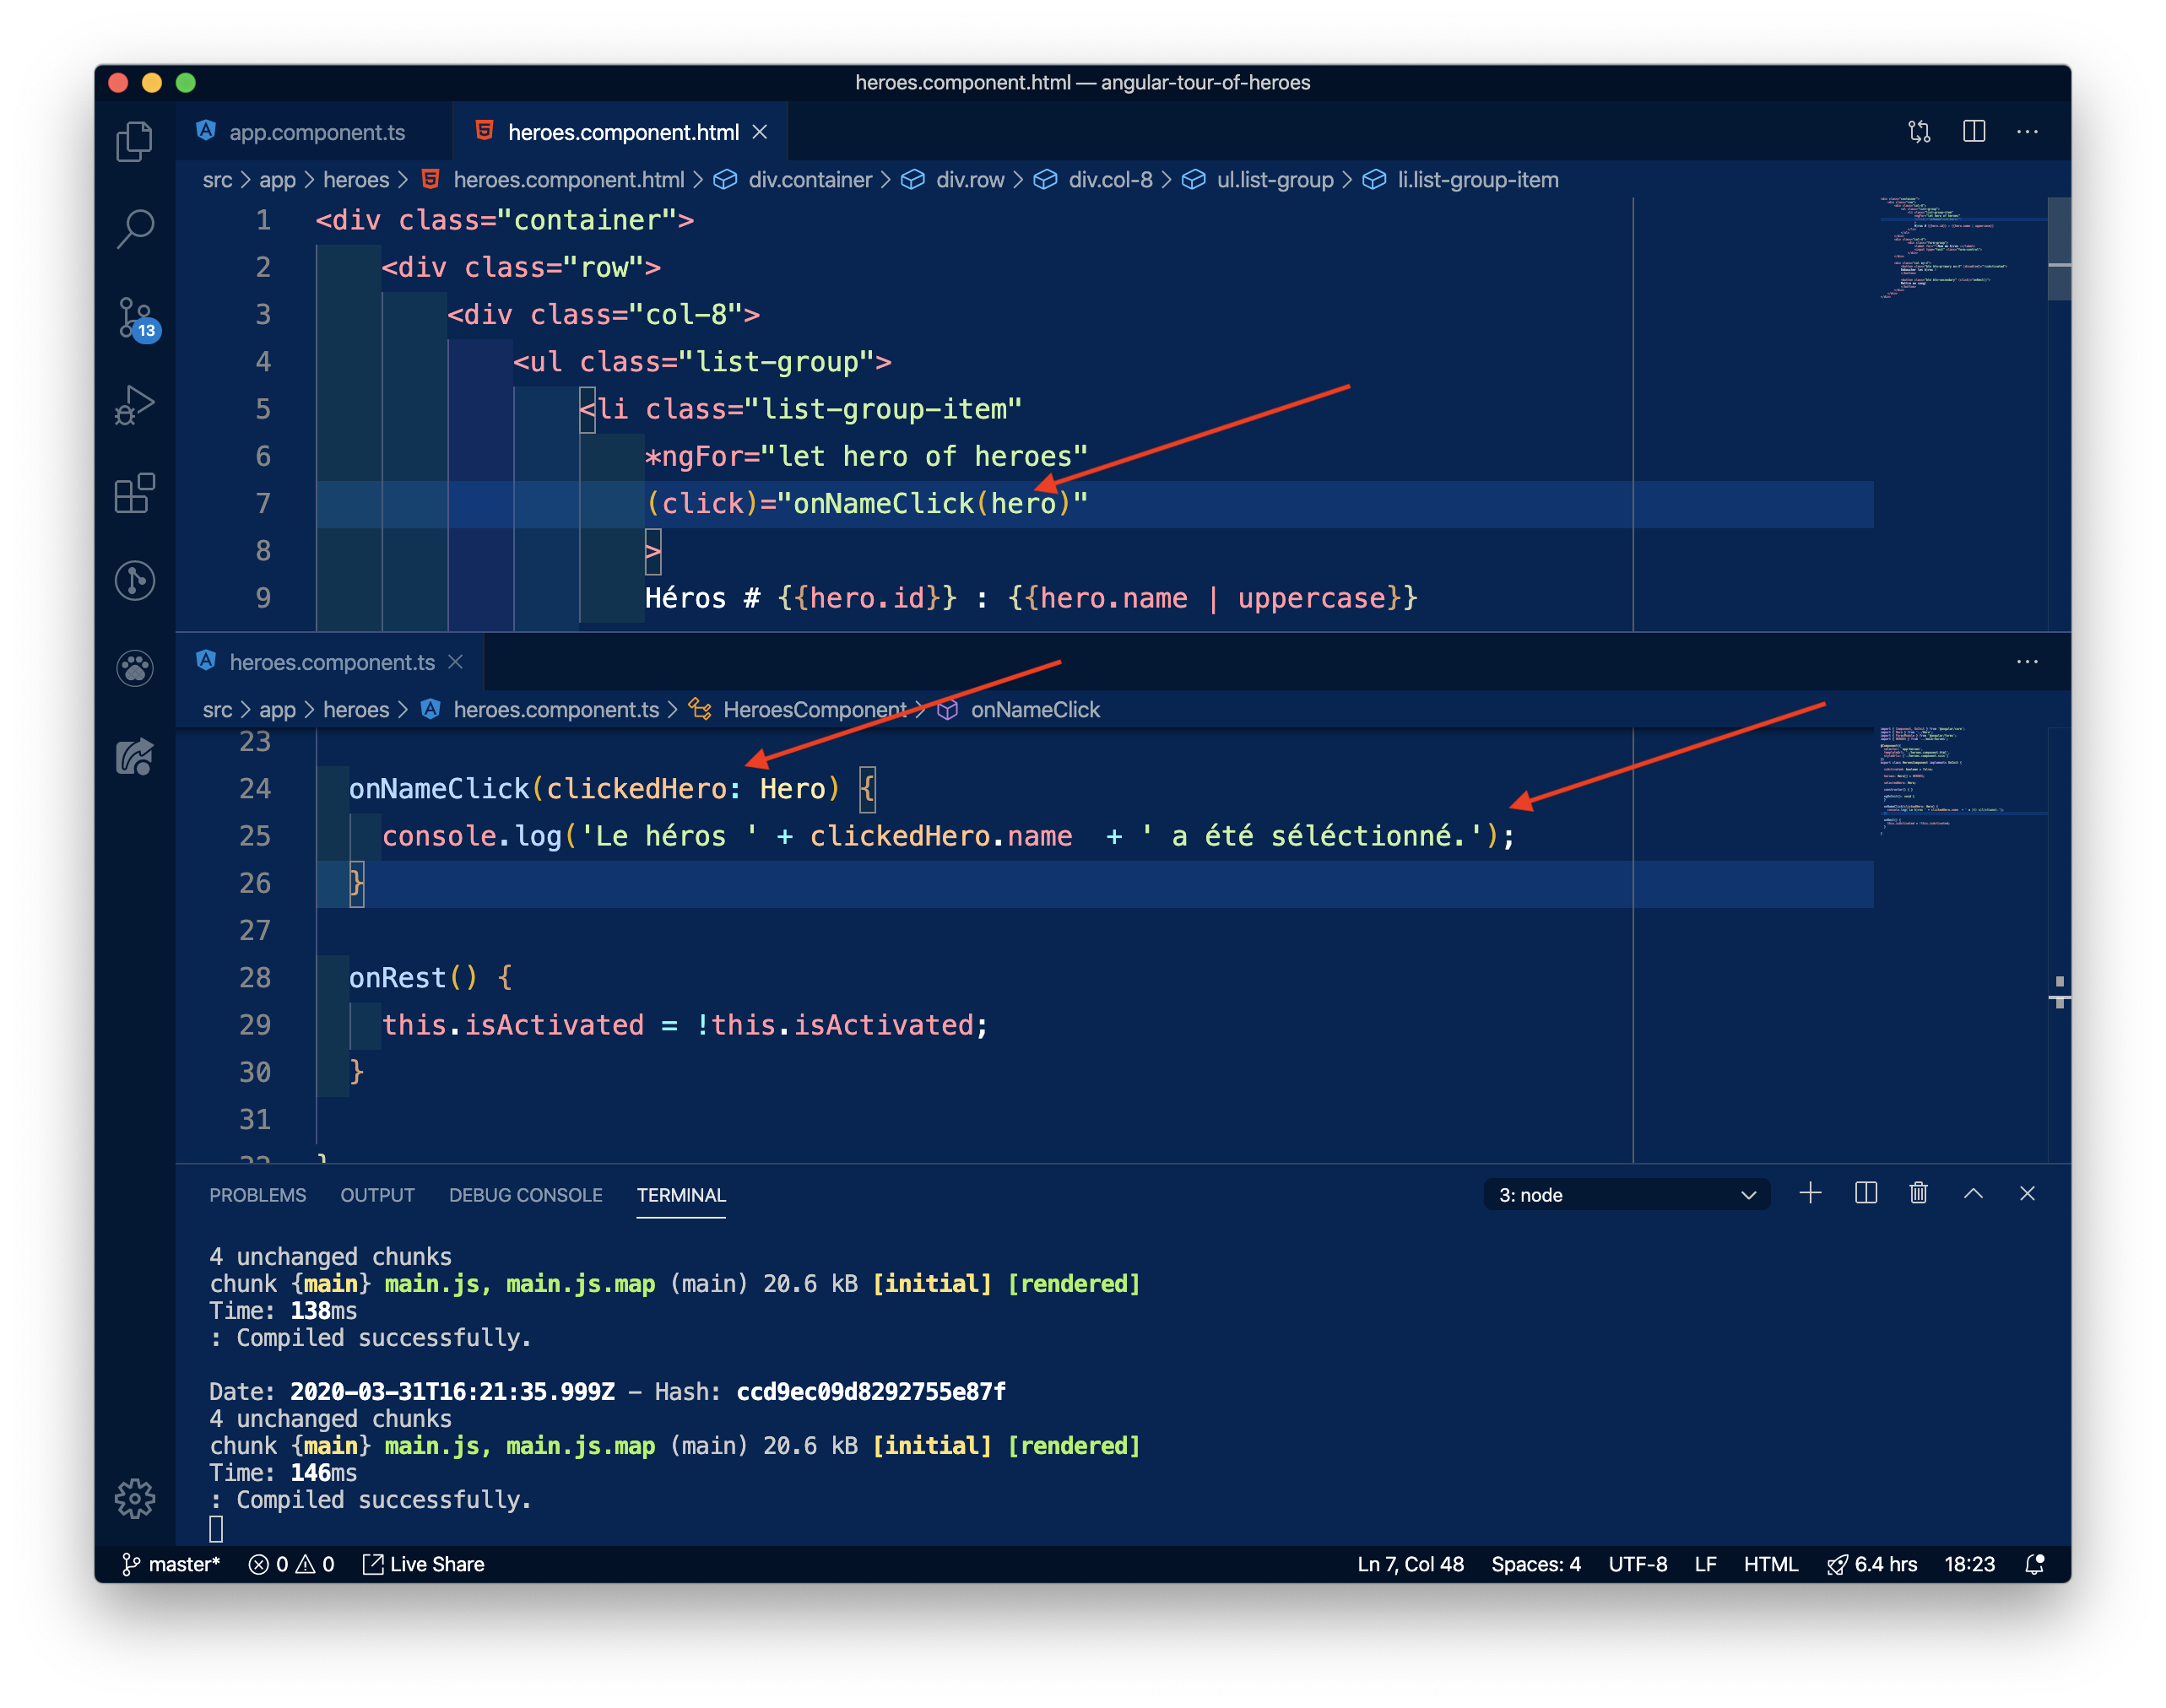 heroes.component.html — angular-tour-of-heroes
app.component.ts heroes.component.html
src > app > heroes > heroes.component.html > div.container > div.row > div.col-8 > ul.list-group > li.list-group-item
1 <div class="container">
2 <div class="row">
3 <div class="col-8">
4 <ul class="list-group">
5 <li class="list-group-item"
6 *ngFor="let hero of heroes"
7 (click)="onNameClick(hero)"
8 >
9 Héros # {{hero.id}} : {{hero.name | uppercase}}
13
heroes.component.ts
src > app > heroes > heroes.component.ts > HeroesComponent > onNameClick
23
24 onNameClick(clickedHero: Hero) {
25 console.log('Le héros ' + clickedHero.name  + ' a été séléctionné.');
26 }
27
28 onRest() {
29 this.isActivated = !this.isActivated;
30 }
31
32 }
PROBLEMS OUTPUT DEBUG CONSOLE TERMINAL 3: node
4 unchanged chunks
chunk {main} main.js, main.js.map (main) 20.6 kB [initial] [rendered]
Time: 138ms
: Compiled successfully.
Date: 2020-03-31T16:21:35.999Z - Hash: ccd9ec09d8292755e87f
4 unchanged chunks
chunk {main} main.js, main.js.map (main) 20.6 kB [initial] [rendered]
Time: 146ms
: Compiled successfully.
master* 0 0 Live Share Ln 7, Col 48 Spaces: 4 UTF-8 LF HTML 6.4 hrs 18:23